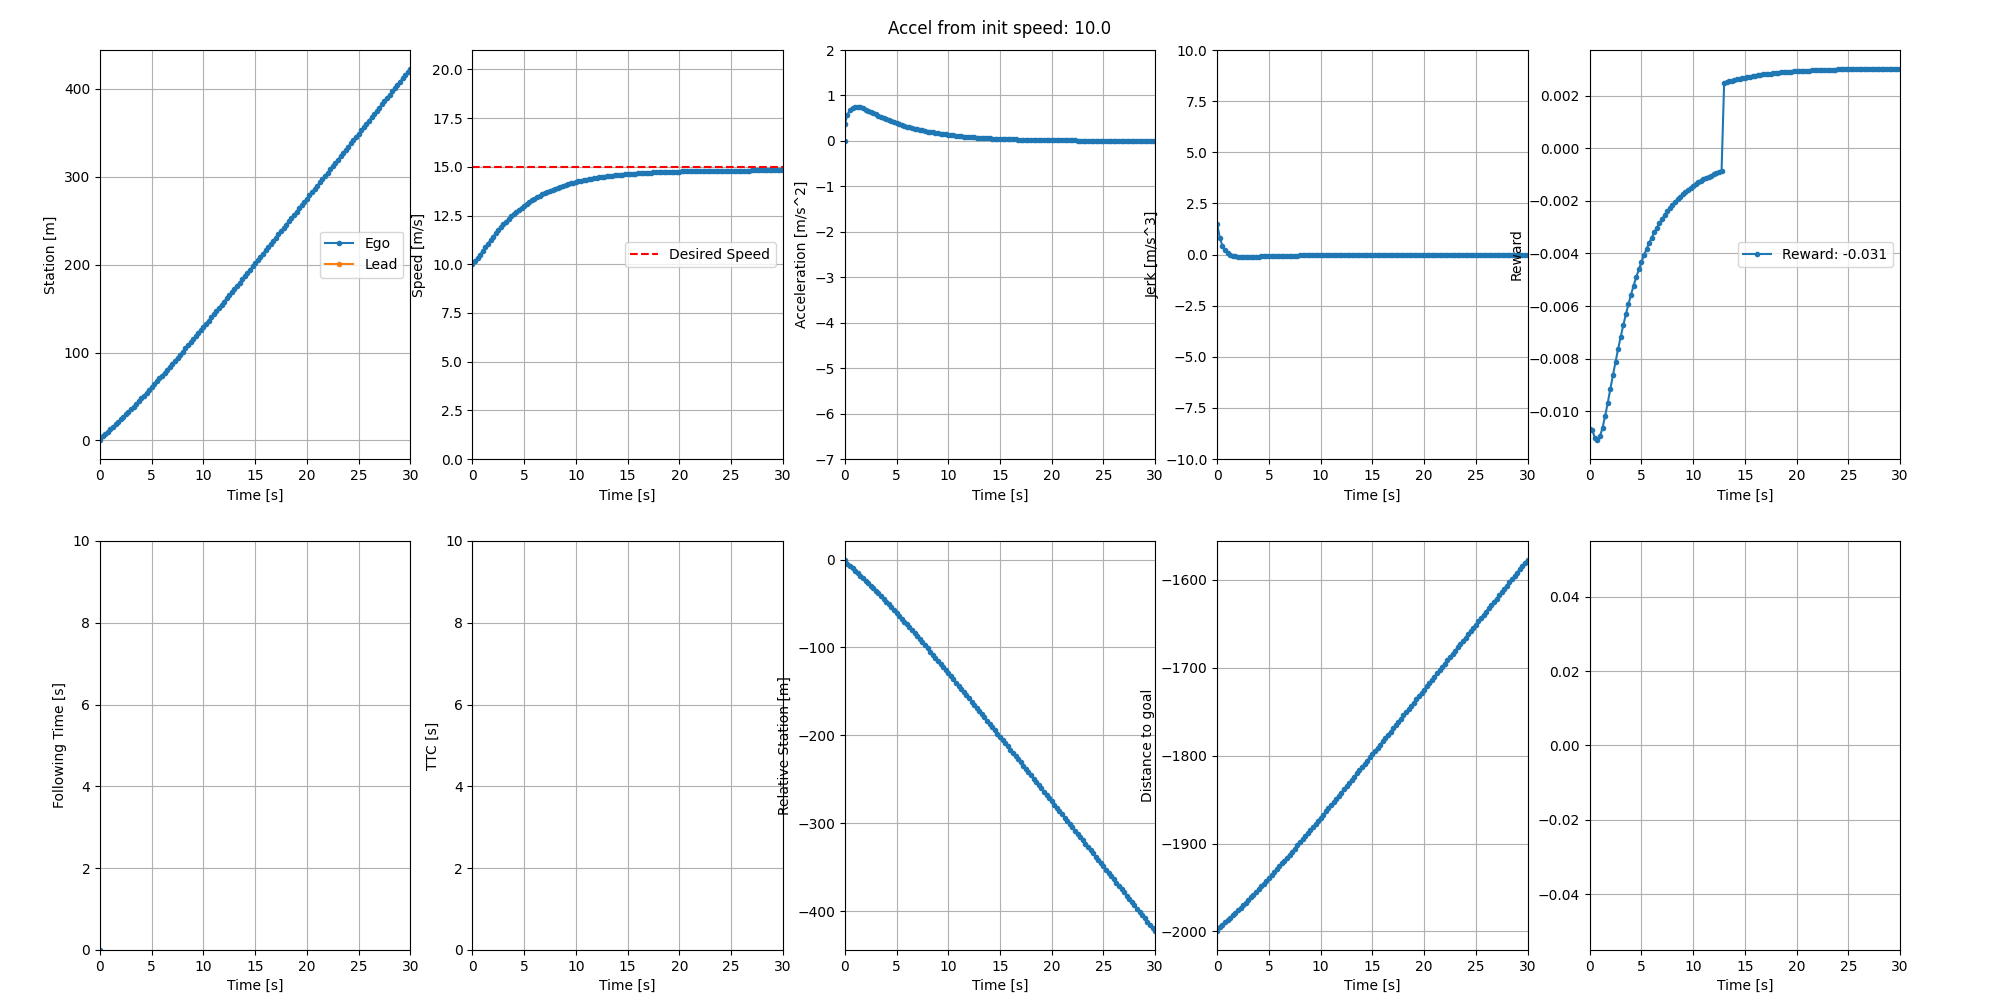 Accel from init speed: 10.0
400
300
200
100
0
Station [m]
Ego
Lead
0 5 10 15 20 25 30
Time [s]
20.0
17.5
15.0
12.5
10.0
7.5
5.0
2.5
0.0
Speed [m/s]
Desired Speed
0 5 10 15 20 25 30
Time [s]
2
1
0
−1
−2
−3
−4
−5
−6
−7
Acceleration [m/s^2]
0 5 10 15 20 25 30
Time [s]
10.0
7.5
5.0
2.5
0.0
−2.5
−5.0
−7.5
−10.0
Jerk [m/s^3]
0 5 10 15 20 25 30
Time [s]
0.002
0.000
−0.002
−0.004
−0.006
−0.008
−0.010
Reward
Reward: -0.031
0 5 10 15 20 25 30
Time [s]
10
8
6
4
2
0
Following Time [s]
0 5 10 15 20 25 30
Time [s]
10
8
6
4
2
0
TTC [s]
0 5 10 15 20 25 30
Time [s]
0
−100
−200
−300
−400
Relative Station [m]
0 5 10 15 20 25 30
Time [s]
−1600
−1700
−1800
−1900
−2000
Distance to goal
0 5 10 15 20 25 30
Time [s]
0.04
0.02
0.00
−0.02
−0.04
0 5 10 15 20 25 30
Time [s]